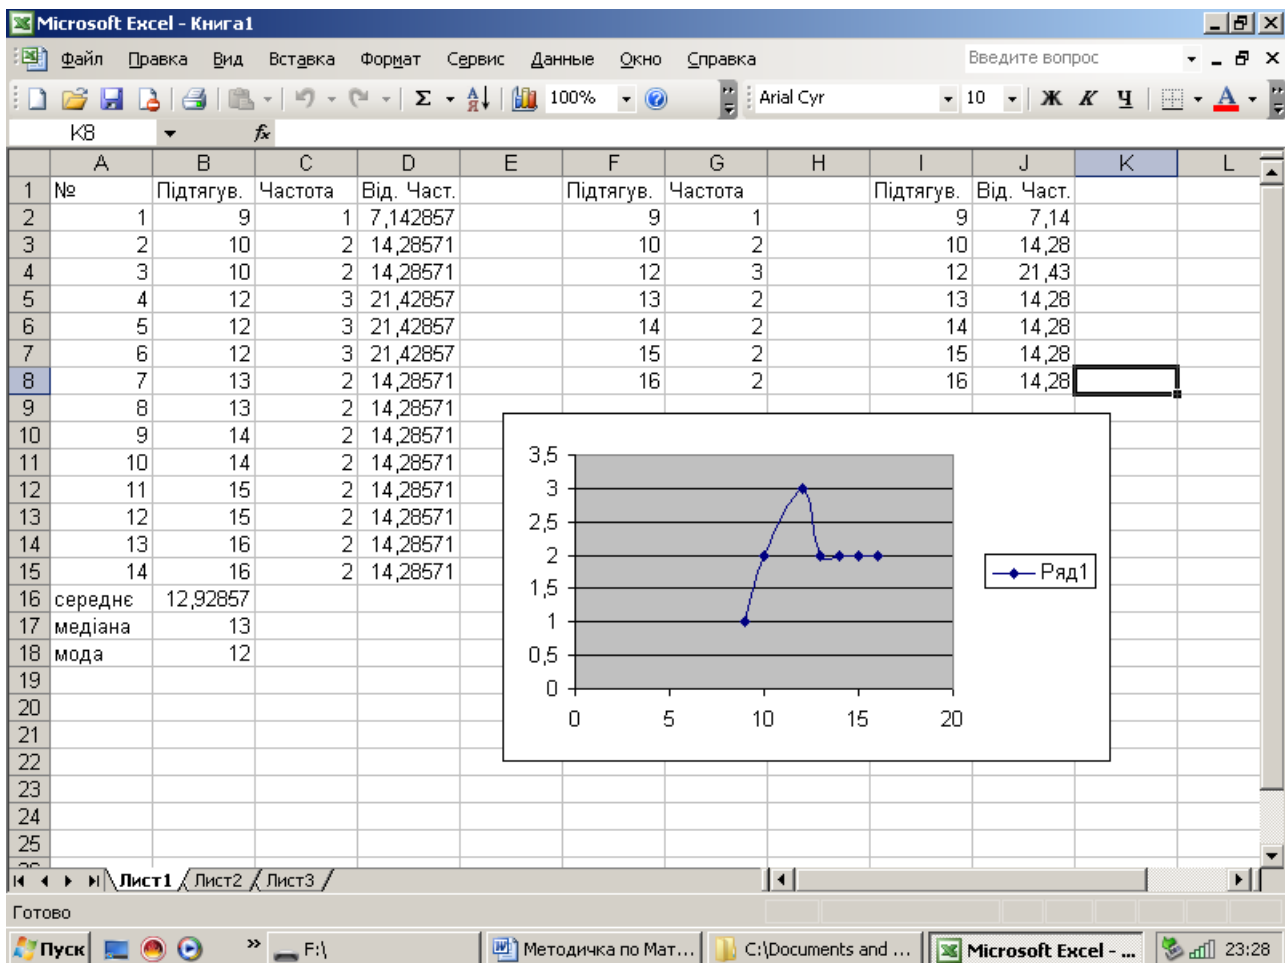 Microsoft Excel - Книга1
Файл Правка Вид Вставка Формат Сервис Данные Окно Справка Введите вопрос
100% Arial Cyr 10 Ж К Ч
K8 fx
A B C D E F G H I J K L
1 № Підтягув. Частота Від. Част. Підтягув. Частота Підтягув. Від. Част.
2 1 9 1 7,142857 9 1 9 7,14
3 2 10 2 14,28571 10 2 10 14,28
4 3 10 2 14,28571 12 3 12 21,43
5 4 12 3 21,42857 13 2 13 14,28
6 5 12 3 21,42857 14 2 14 14,28
7 6 12 3 21,42857 15 2 15 14,28
8 7 13 2 14,28571 16 2 16 14,28
9 8 13 2 14,28571
10 9 14 2 14,28571
11 10 14 2 14,28571
12 11 15 2 14,28571
13 12 15 2 14,28571
14 13 16 2 14,28571
15 14 16 2 14,28571
16 середнє 12,92857
17 медіана 13
18 мода 12
19
20
21
22
23
24
25
3,5
3
2,5
2
1,5
1
0,5
0
0 5 10 15 20
Ряд1
Лист1 Лист2 Лист3
Готово
Пуск » F:\ Методичка по Мат... C:\Documents and ... Microsoft Excel - ... 23:28